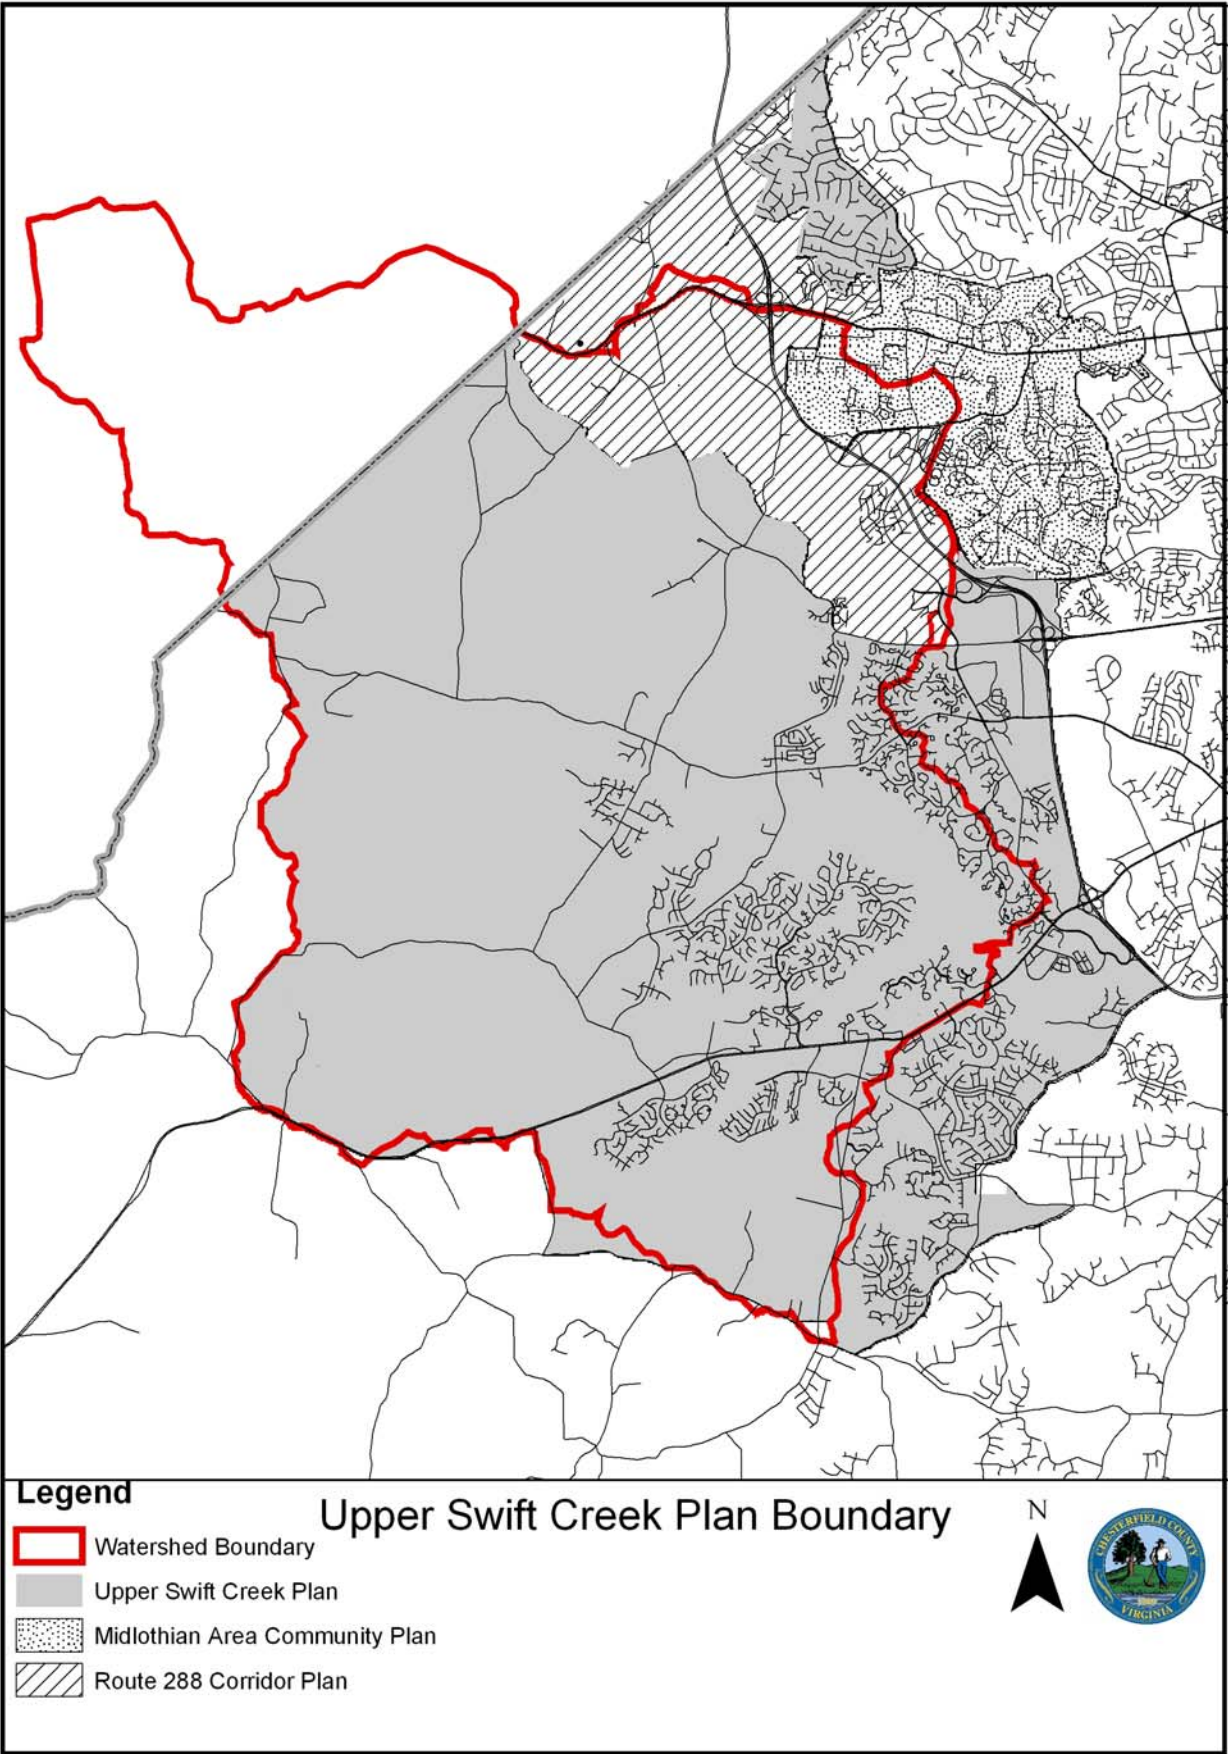 Legend
Upper Swift Creek Plan Boundary
N
Watershed Boundary
Upper Swift Creek Plan
Midlothian Area Community Plan
Route 288 Corridor Plan
CHESTERFIELD COUNTY
VIRGINIA